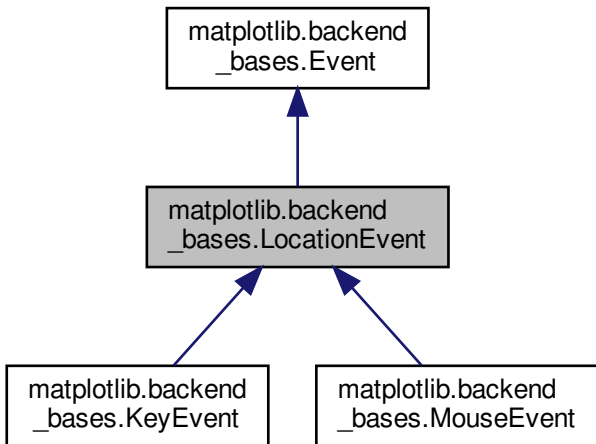 matplotlib.backend
_bases.Event
matplotlib.backend
_bases.LocationEvent
matplotlib.backend
_bases.KeyEvent
matplotlib.backend
_bases.MouseEvent